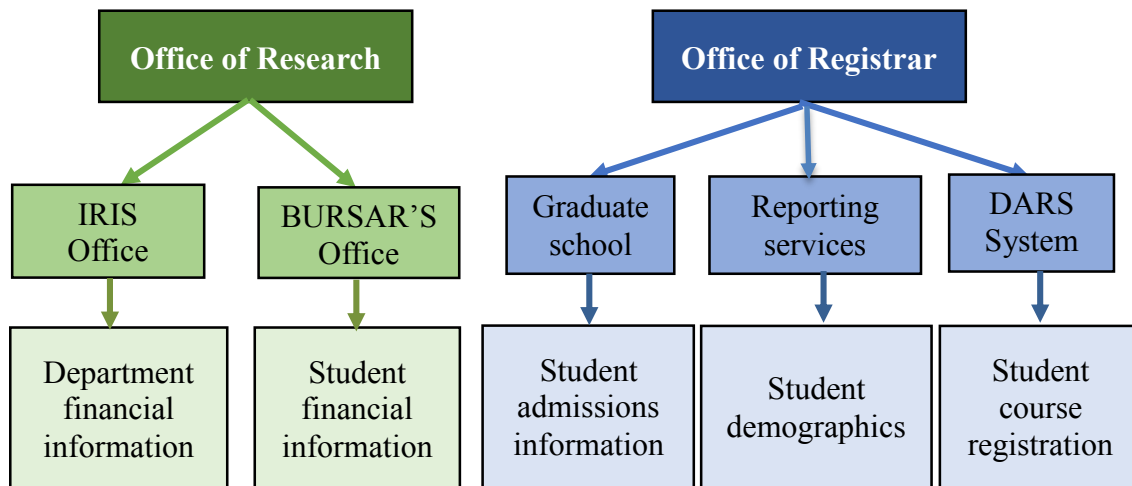 Office of Research
Office of Registrar
IRIS
Office
BURSAR’S
Office
Graduate
school
Reporting
services
DARS
System
Department
financial
information
Student
financial
information
Student
admissions
information
Student
demographics
Student
course
registration